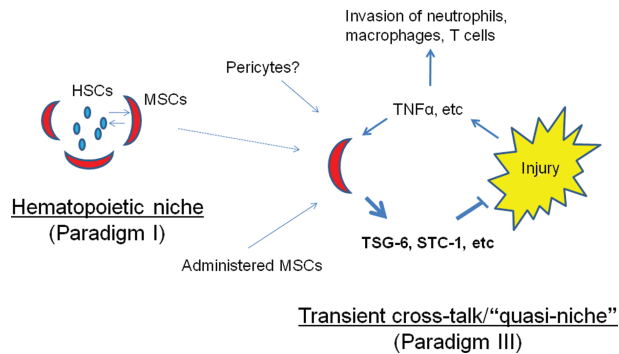 Invasion of neutrophils,
macrophages, T cells
Pericytes?
HSCs
MSCs
TNFα, etc
Injury
Hematopoietic niche
(Paradigm I)
TSG-6, STC-1, etc
Administered MSCs
Transient cross-talk/“quasi-niche”
(Paradigm III)